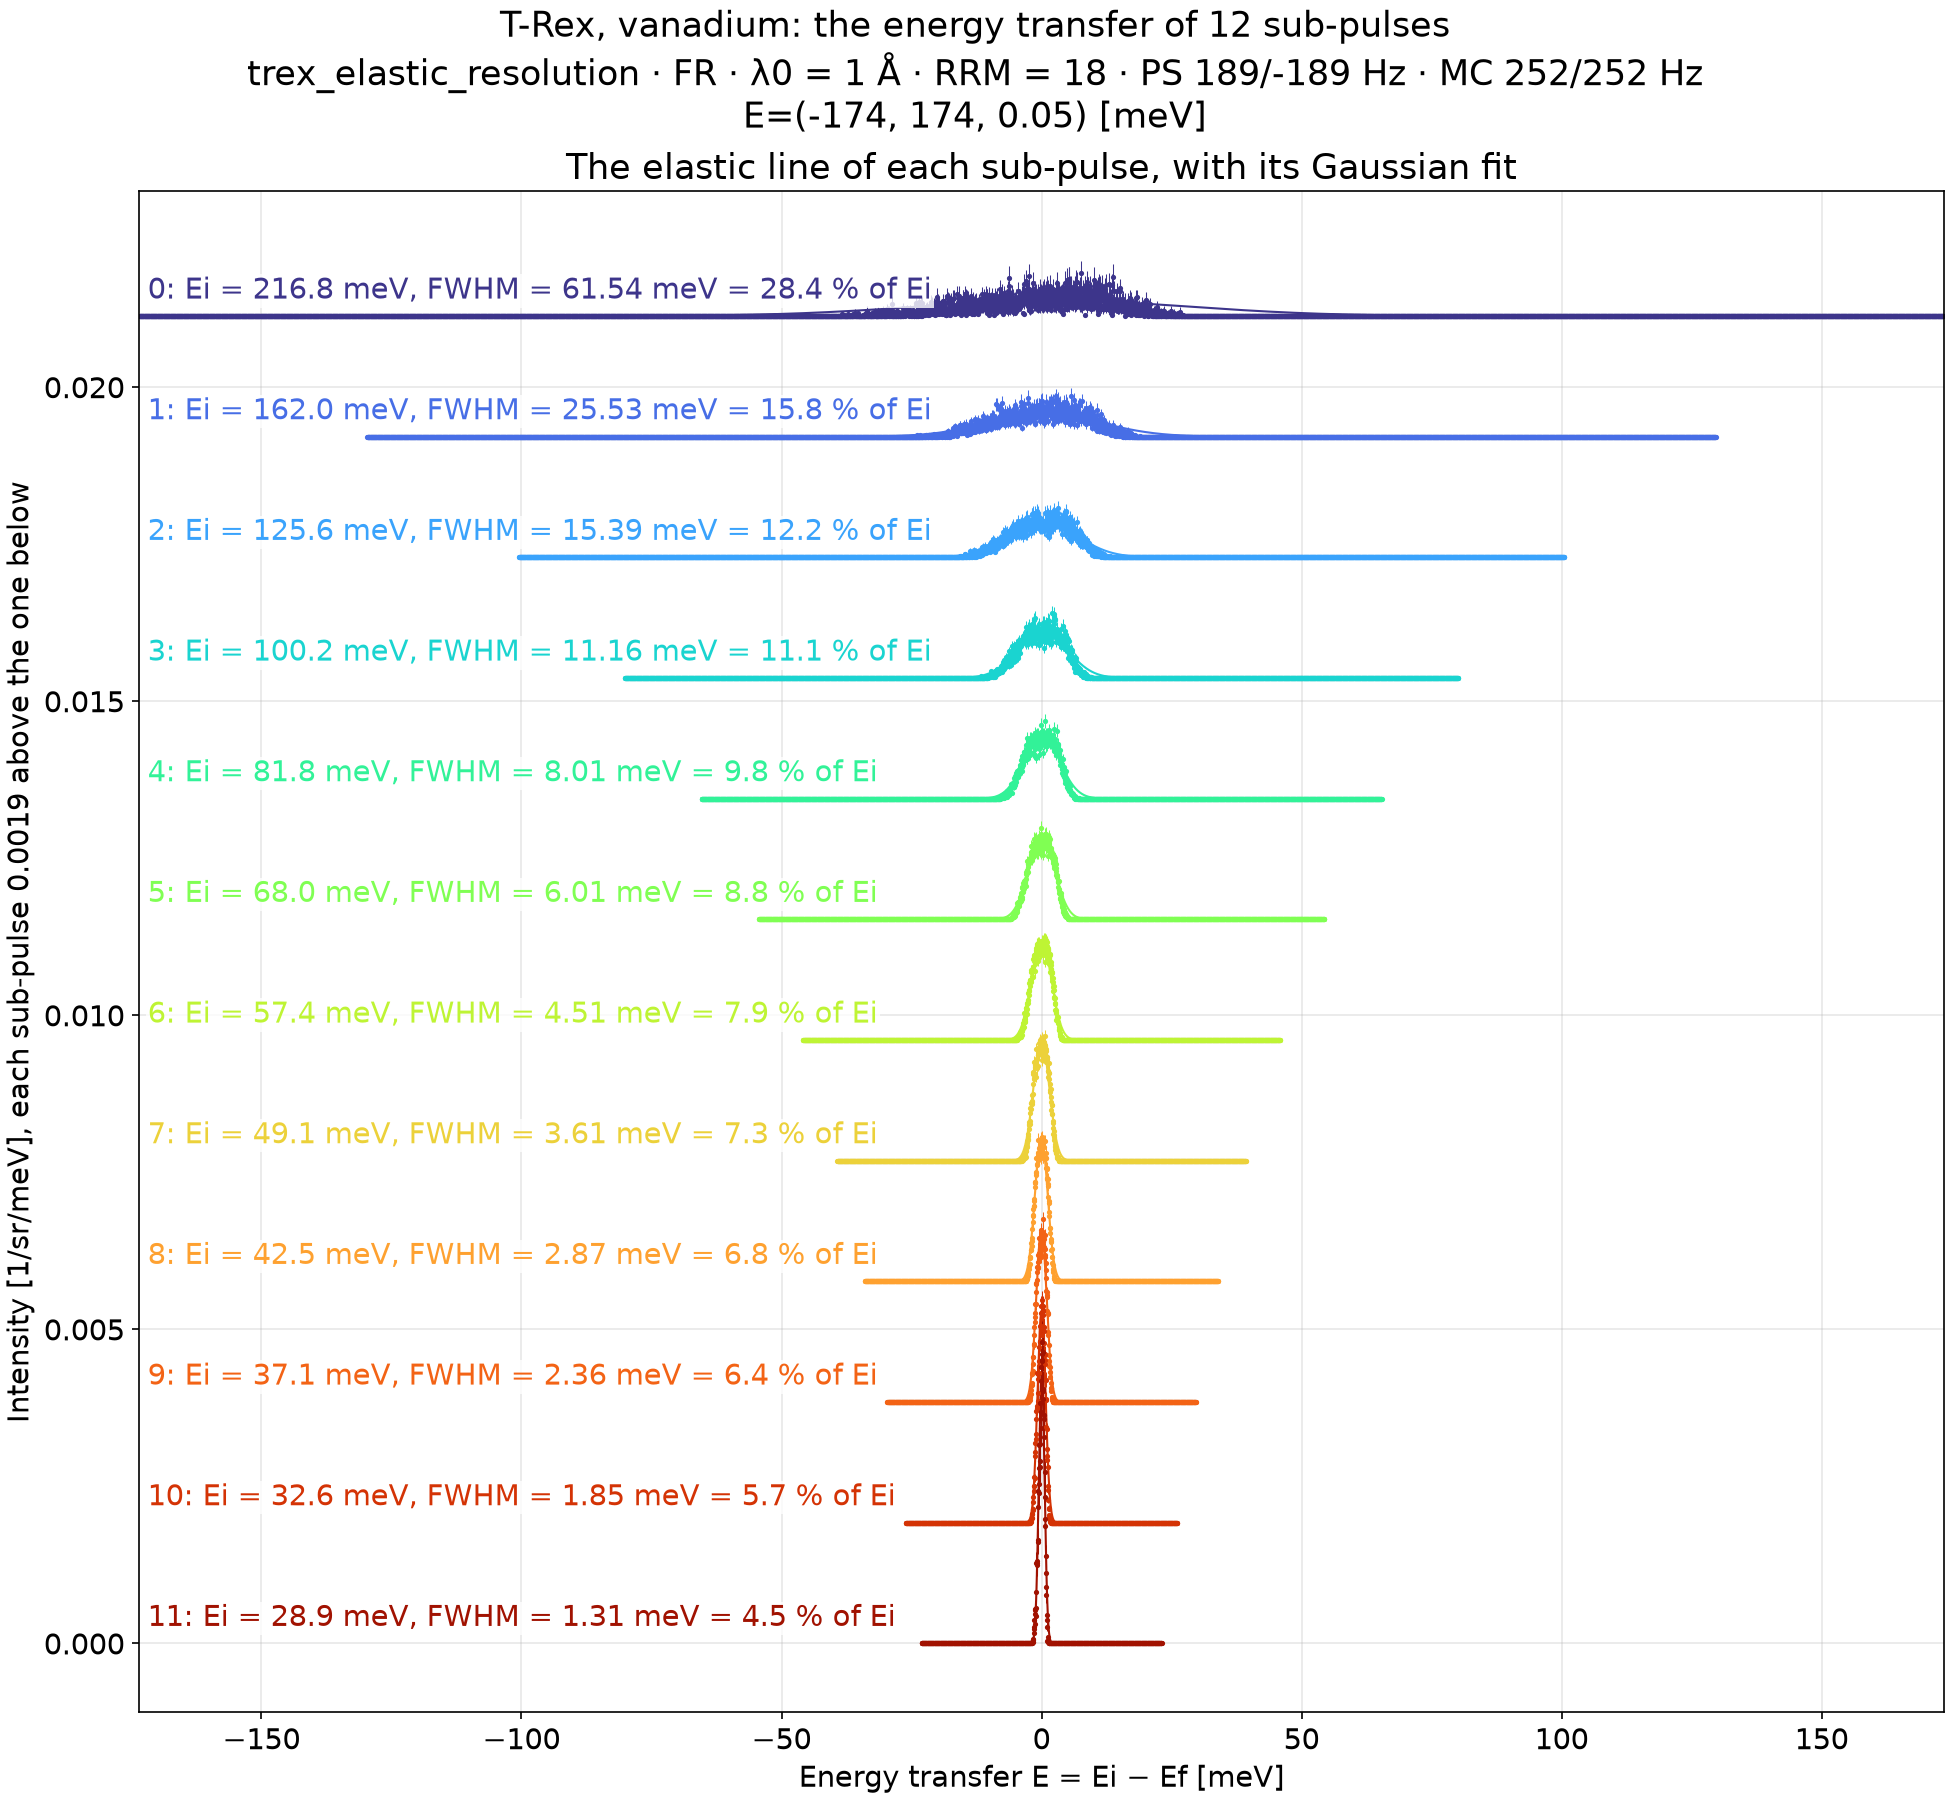 T-Rex, vanadium: the energy transfer of 12 sub-pulses
trex_elastic_resolution · FR · λ0 = 1 Å · RRM = 18 · PS 189/-189 Hz · MC 252/252 Hz
E=(-174, 174, 0.05) [meV]
The elastic line of each sub-pulse, with its Gaussian fit
0: Ei = 216.8 meV, FWHM = 61.54 meV = 28.4 % of Ei
0.020
1: Ei = 162.0 meV, FWHM = 25.53 meV = 15.8 % of Ei
2: Ei = 125.6 meV, FWHM = 15.39 meV = 12.2 % of Ei
3: Ei = 100.2 meV, FWHM = 11.16 meV = 11.1 % of Ei
0.015
4: Ei = 81.8 meV, FWHM = 8.01 meV = 9.8 % of Ei
5: Ei = 68.0 meV, FWHM = 6.01 meV = 8.8 % of Ei
6: Ei = 57.4 meV, FWHM = 4.51 meV = 7.9 % of Ei
0.010
7: Ei = 49.1 meV, FWHM = 3.61 meV = 7.3 % of Ei
8: Ei = 42.5 meV, FWHM = 2.87 meV = 6.8 % of Ei
0.005
9: Ei = 37.1 meV, FWHM = 2.36 meV = 6.4 % of Ei
10: Ei = 32.6 meV, FWHM = 1.85 meV = 5.7 % of Ei
11: Ei = 28.9 meV, FWHM = 1.31 meV = 4.5 % of Ei
0.000
Intensity [1/sr/meV], each sub-pulse 0.0019 above the one below
−150 −100 −50 0 50 100 150
Energy transfer E = Ei − Ef [meV]